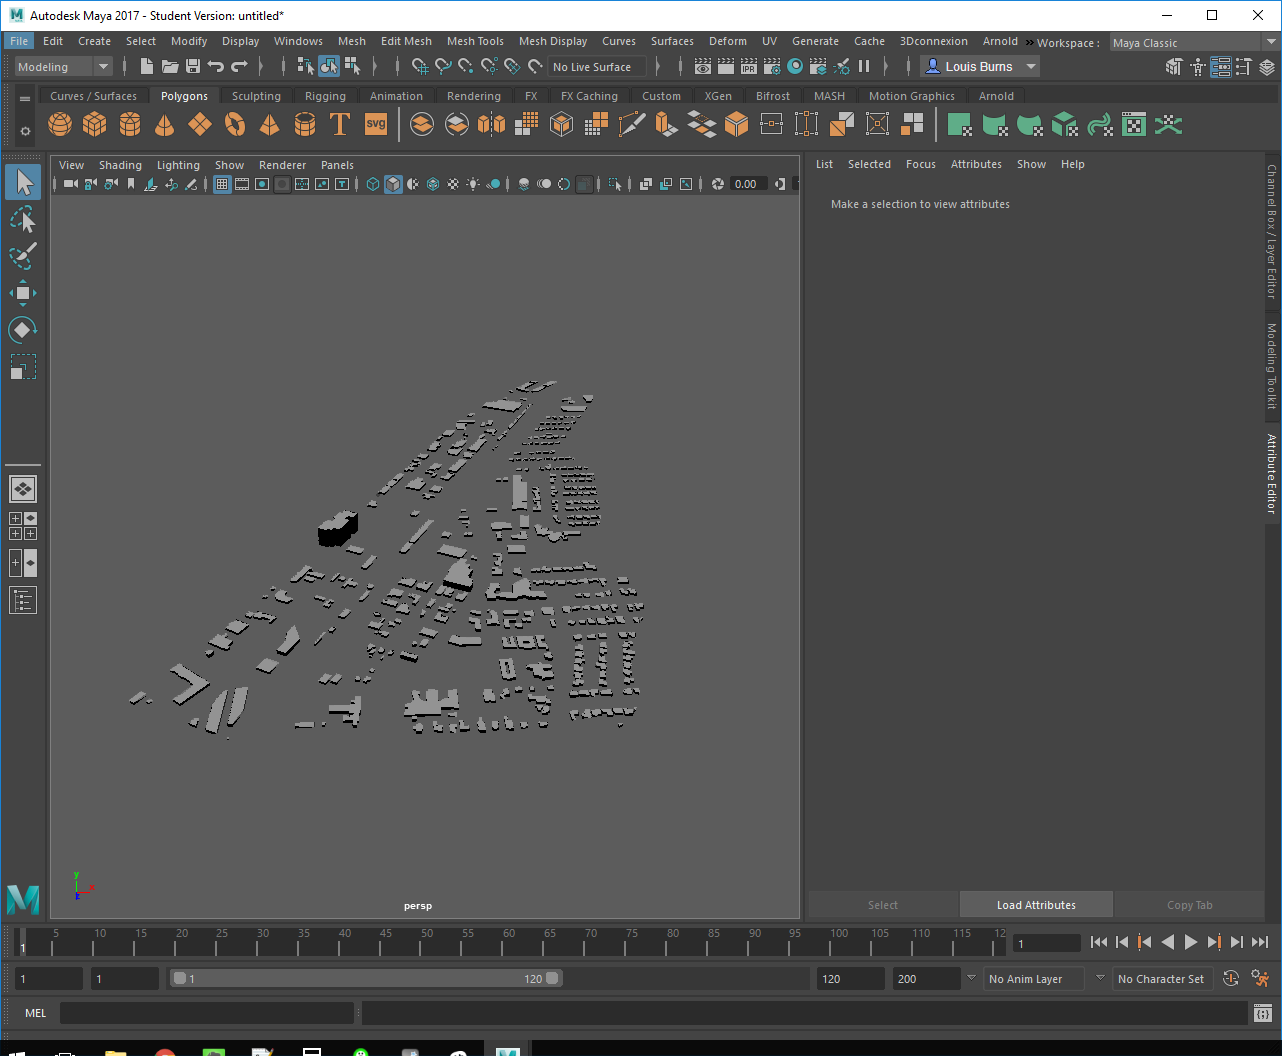 Autodesk Maya 2017 - Student Version: untitled*
File Edit Create Select Modify Display Windows Mesh Edit Mesh Mesh Tools Mesh Display Curves Surfaces Deform UV Generate Cache 3Dconnexion Arnold » Workspace : Maya Classic
Modeling No Live Surface IPR Louis Burns
Curves / Surfaces Polygons Sculpting Rigging Animation Rendering FX FX Caching Custom XGen Bifrost MASH Motion Graphics Arnold
T SVG
View Shading Lighting Show Renderer Panels
0.00
List Selected Focus Attributes Show Help
Make a selection to view attributes
Channel Box / Layer Editor
Modeling Toolkit
Attribute Editor
y
x
z
persp
Select Load Attributes Copy Tab
1 5 10 15 20 25 30 35 40 45 50 55 60 65 70 75 80 85 90 95 100 105 110 115 12 1
1 1 1 120 120 200 No Anim Layer No Character Set
MEL